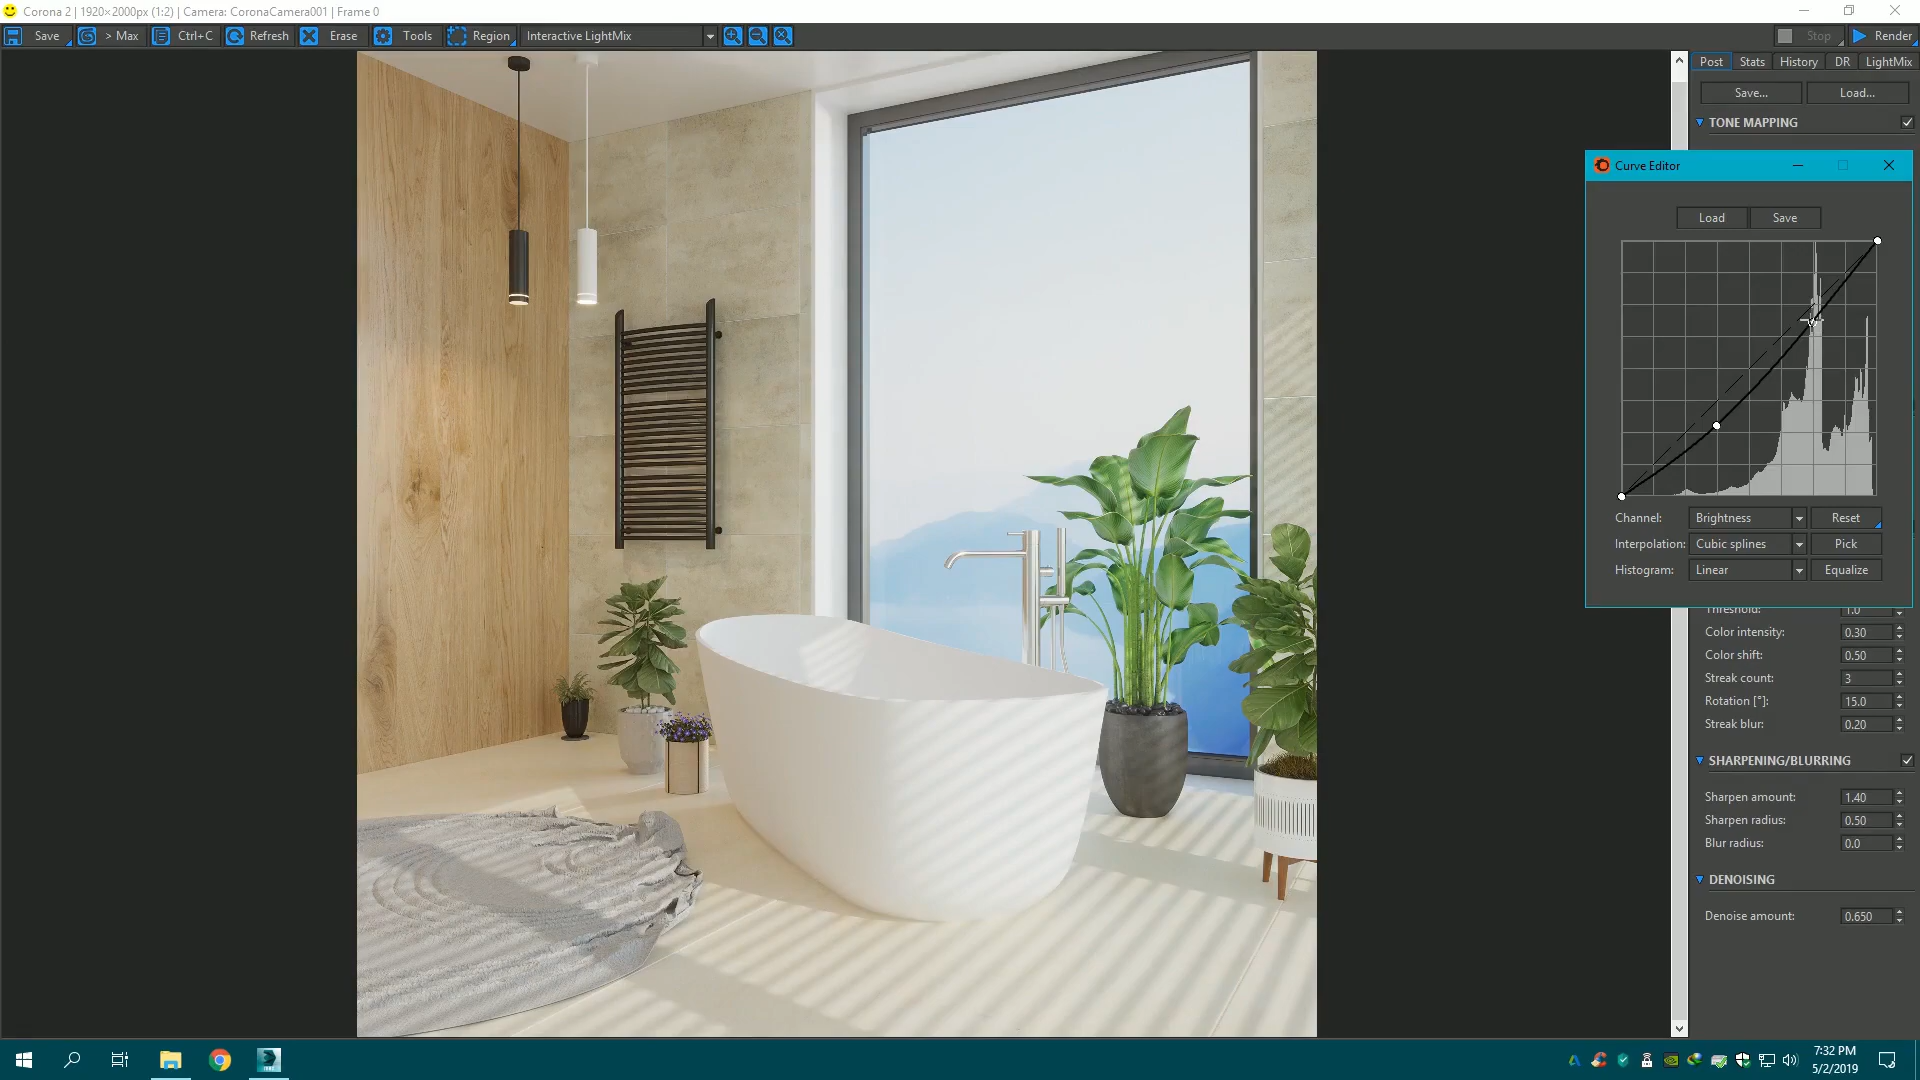 Corona 2 | 1920×2000px (1:2) | Camera: CoronaCamera001 | Frame 0
Save > Max Ctrl+C Refresh Erase Tools Region Interactive LightMix Stop Render
Post Stats History DR LightMix
Save... Load...
TONE MAPPING
Curve Editor
Load Save
Channel: Brightness Reset
Interpolation: Cubic splines Pick
Histogram: Linear Equalize
Threshold: 1.0
Color intensity: 0.30
Color shift: 0.50
Streak count: 3
Rotation [°]: 15.0
Streak blur: 0.20
SHARPENING/BLURRING
Sharpen amount: 1.40
Sharpen radius: 0.50
Blur radius: 0.0
DENOISING
Denoise amount: 0.650
7:32 PM
5/2/2019